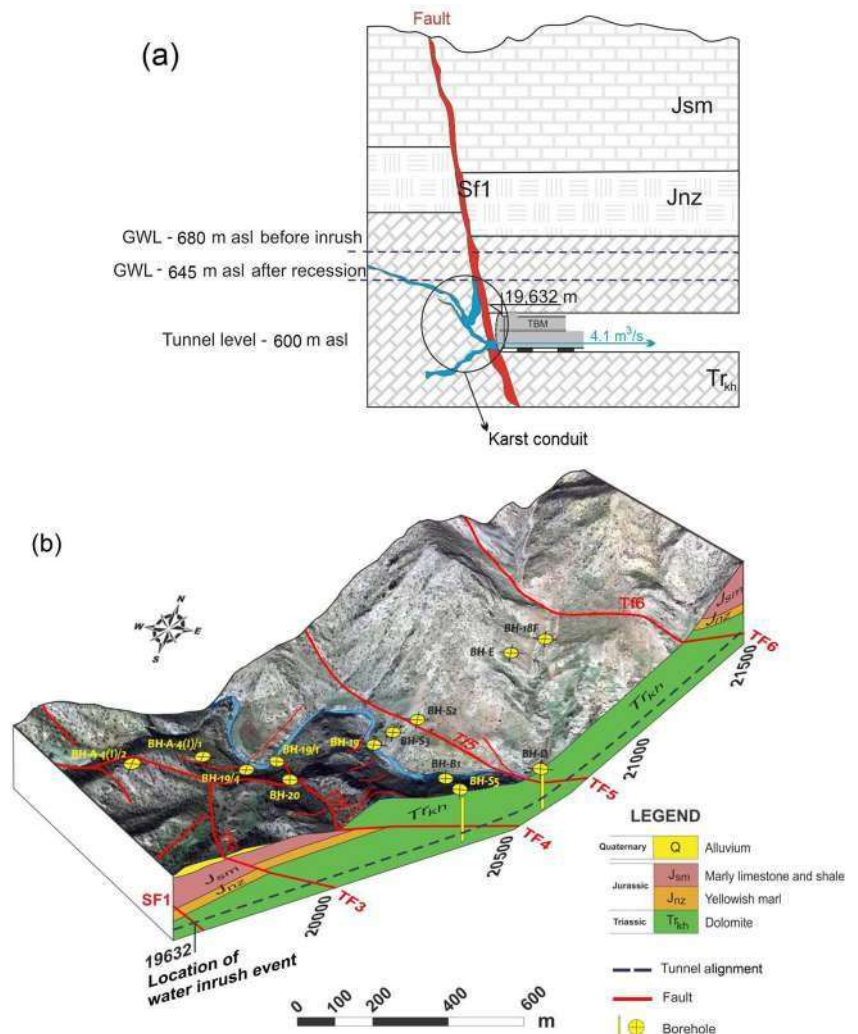 Fault
(a)
Jsm
Sf1
Jnz
GWL - 680 m asl before inrush
GWL - 645 m asl after recession
19,632 m
TBM
Tunnel level - 600 m asl
4.1 m³/s
Trkh
Karst conduit
(b)
N
W
E
S
Tf6
BH-18F
BH-E
Jsm
Jnz
TF6
21500
Trkh
BH-S2
BH-A-4(I)/2
BH-A-4(I)/1
BH-19/1
BH-19
BH-S3
Tf5
21000
BH-19/4
BH-20
BH-B1
BH-S5
BH-D
TF5
Trkh
TF4
20500
LEGEND
Quaternary Q Alluvium
Jurassic Jsm Marly limestone and shale
Jnz Yellowish marl
Triassic Trkh Dolomite
Tunnel alignment
Fault
Borehole
Jsm
Jnz
SF1
TF3
20000
19632
Location of
water inrush event
0 100 200 400 600
m